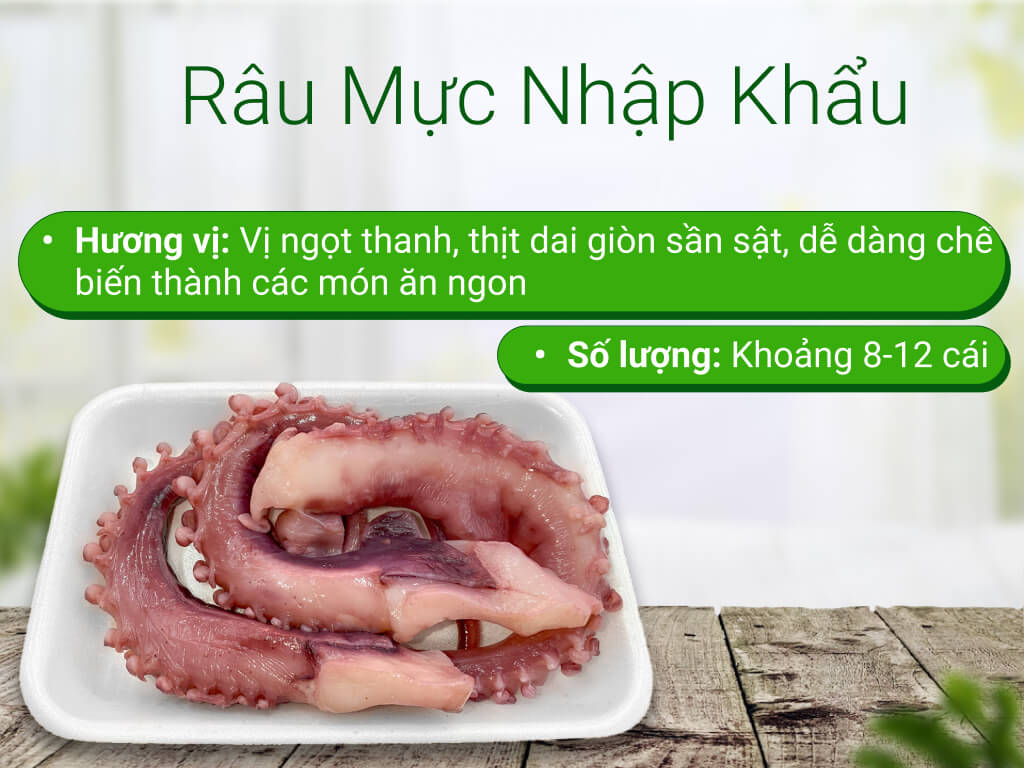 Râu Mực Nhập Khẩu
• Hương vị: Vị ngọt thanh, thịt dai giòn sần sật, dễ dàng chế
biến thành các món ăn ngon
• Số lượng: Khoảng 8-12 cái